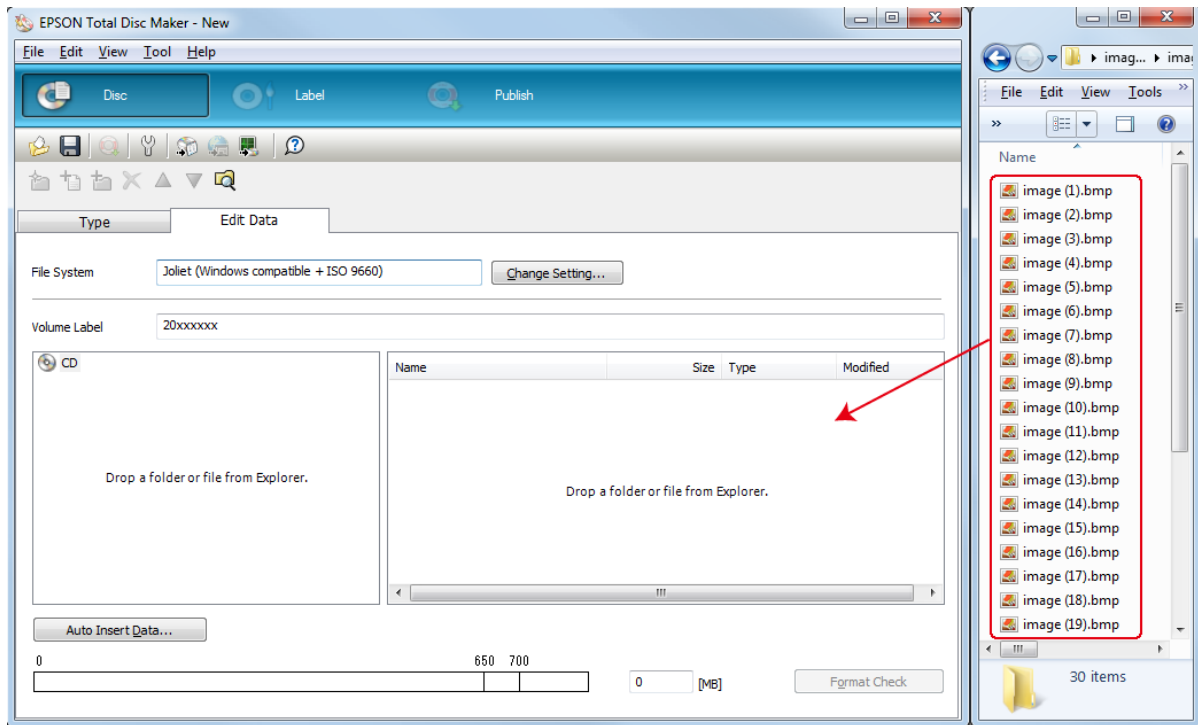 EPSON Total Disc Maker - New
File Edit View Tool Help
Disc Label Publish
Type Edit Data
File System Joliet (Windows compatible + ISO 9660) Change Setting...
Volume Label 20xxxxxx
CD
Drop a folder or file from Explorer.
Name Size Type Modified
Drop a folder or file from Explorer.
Auto Insert Data...
0 650 700
0 [MB] Format Check
imag... ima
File Edit View Tools »
»
Name
image (1).bmp
image (2).bmp
image (3).bmp
image (4).bmp
image (5).bmp
image (6).bmp
image (7).bmp
image (8).bmp
image (9).bmp
image (10).bmp
image (11).bmp
image (12).bmp
image (13).bmp
image (14).bmp
image (15).bmp
image (16).bmp
image (17).bmp
image (18).bmp
image (19).bmp
30 items